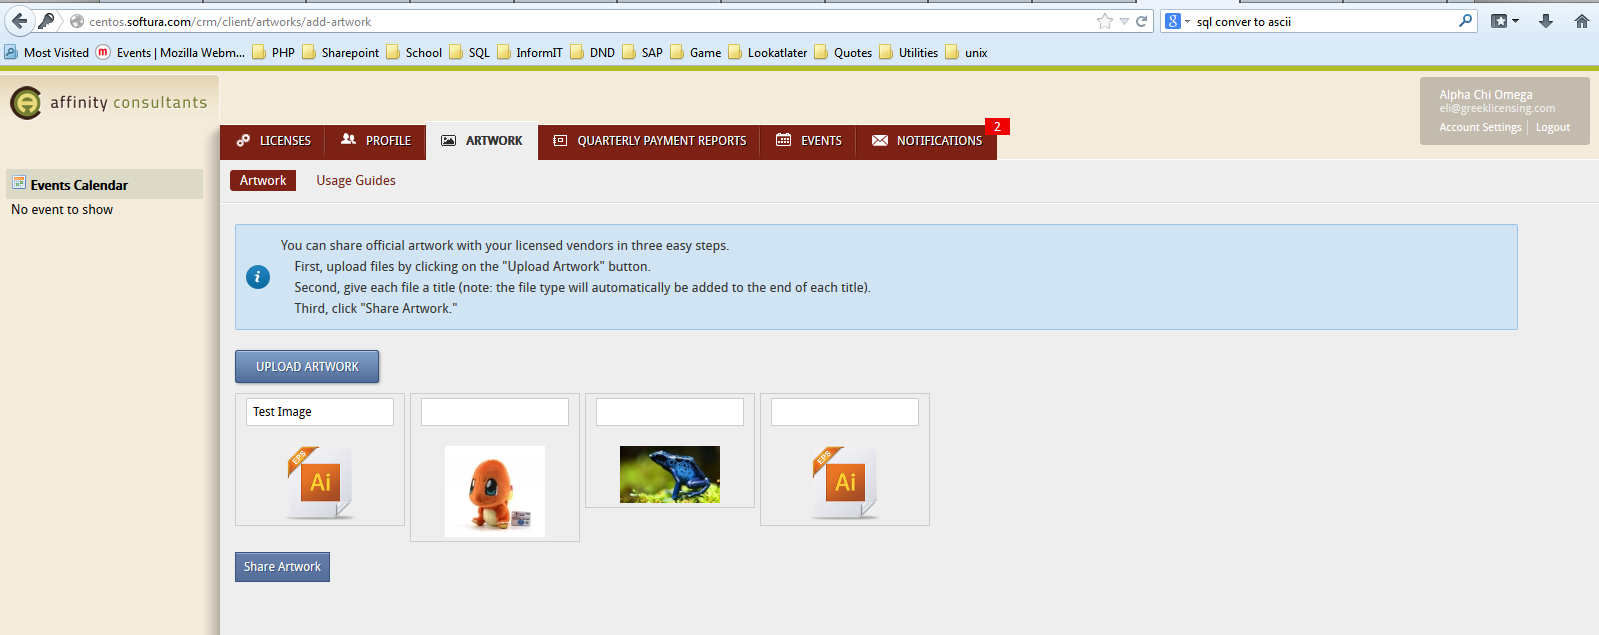 centos.softura.com/crm/client/artworks/add-artwork
sql conver to ascii
Most Visited
Events | Mozilla Webm...
PHP
Sharepoint
School
SQL
InformIT
DND
SAP
Game
Lookatlater
Quotes
Utilities
unix
affinity consultants
Alpha Chi Omega
eli@greeklicensing.com
Account Settings | Logout
LICENSES
PROFILE
ARTWORK
QUARTERLY PAYMENT REPORTS
EVENTS
NOTIFICATIONS
2
Events Calendar
No event to show
Artwork
Usage Guides
You can share official artwork with your licensed vendors in three easy steps.
First, upload files by clicking on the "Upload Artwork" button.
Second, give each file a title (note: the file type will automatically be added to the end of each title).
Third, click "Share Artwork."
UPLOAD ARTWORK
Test Image
EPS
Ai
EPS
Ai
Share Artwork